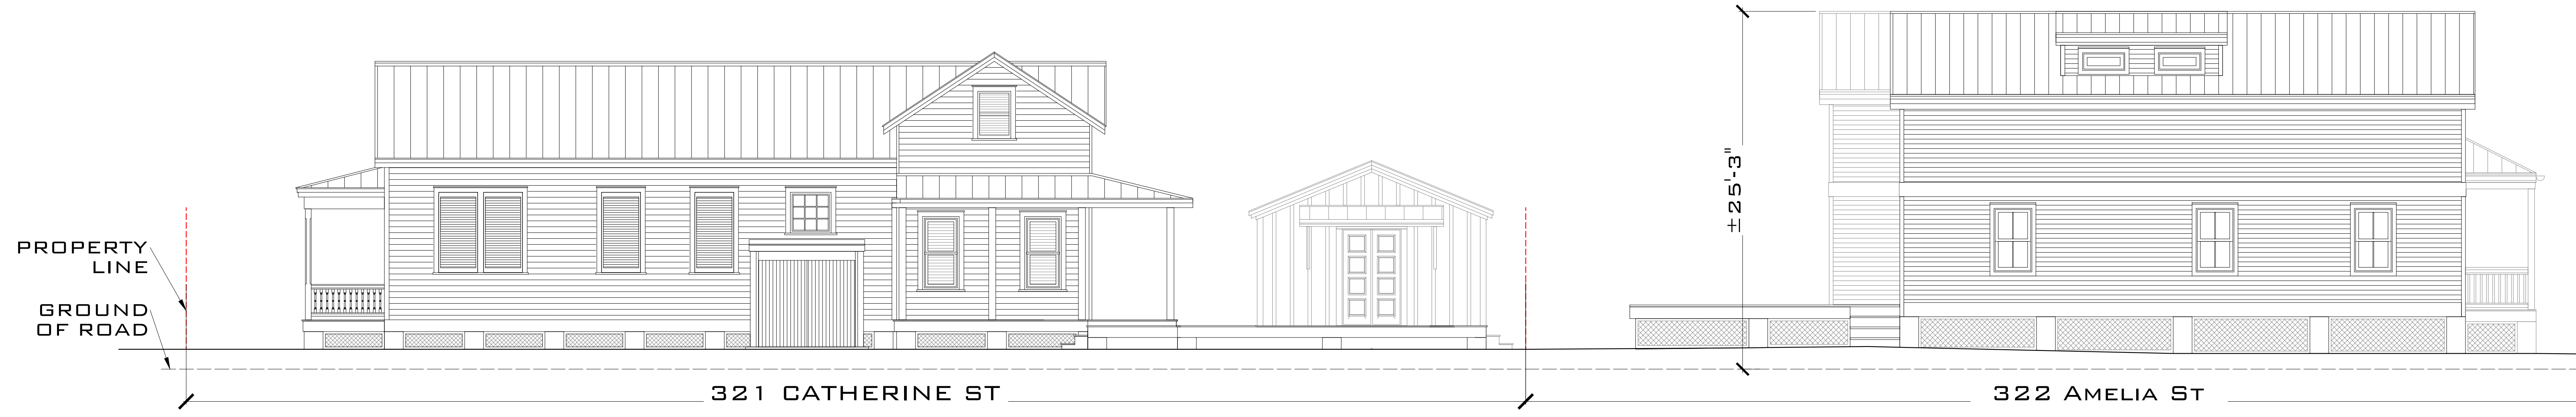 PROPERTY
LINE
GROUND
OF ROAD
321 CATHERINE ST
±25'-3"
322 AMELIA ST